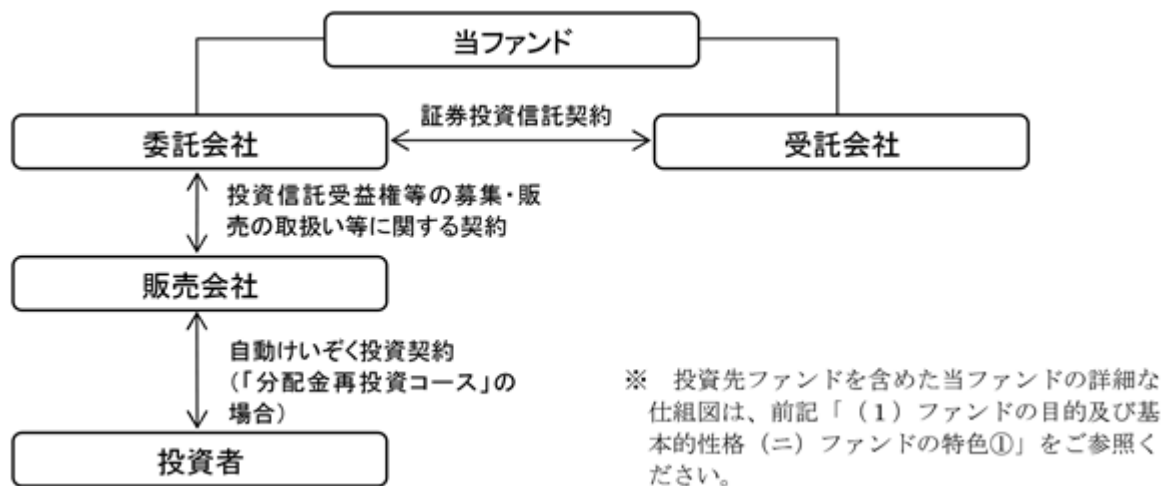 当ファンド
証券投資信託契約
委託会社
受託会社
投資信託受益権等の募集・販
売の取扱い等に関する契約
販売会社
自動けいぞく投資契約
(「分配金再投資コース」の
場合)
投資者
※ 投資先ファンドを含めた当ファンドの詳細な
仕組図は、前記「(1)ファンドの目的及び基
本的性格(ニ)ファンドの特色①」をご参照く
ださい。